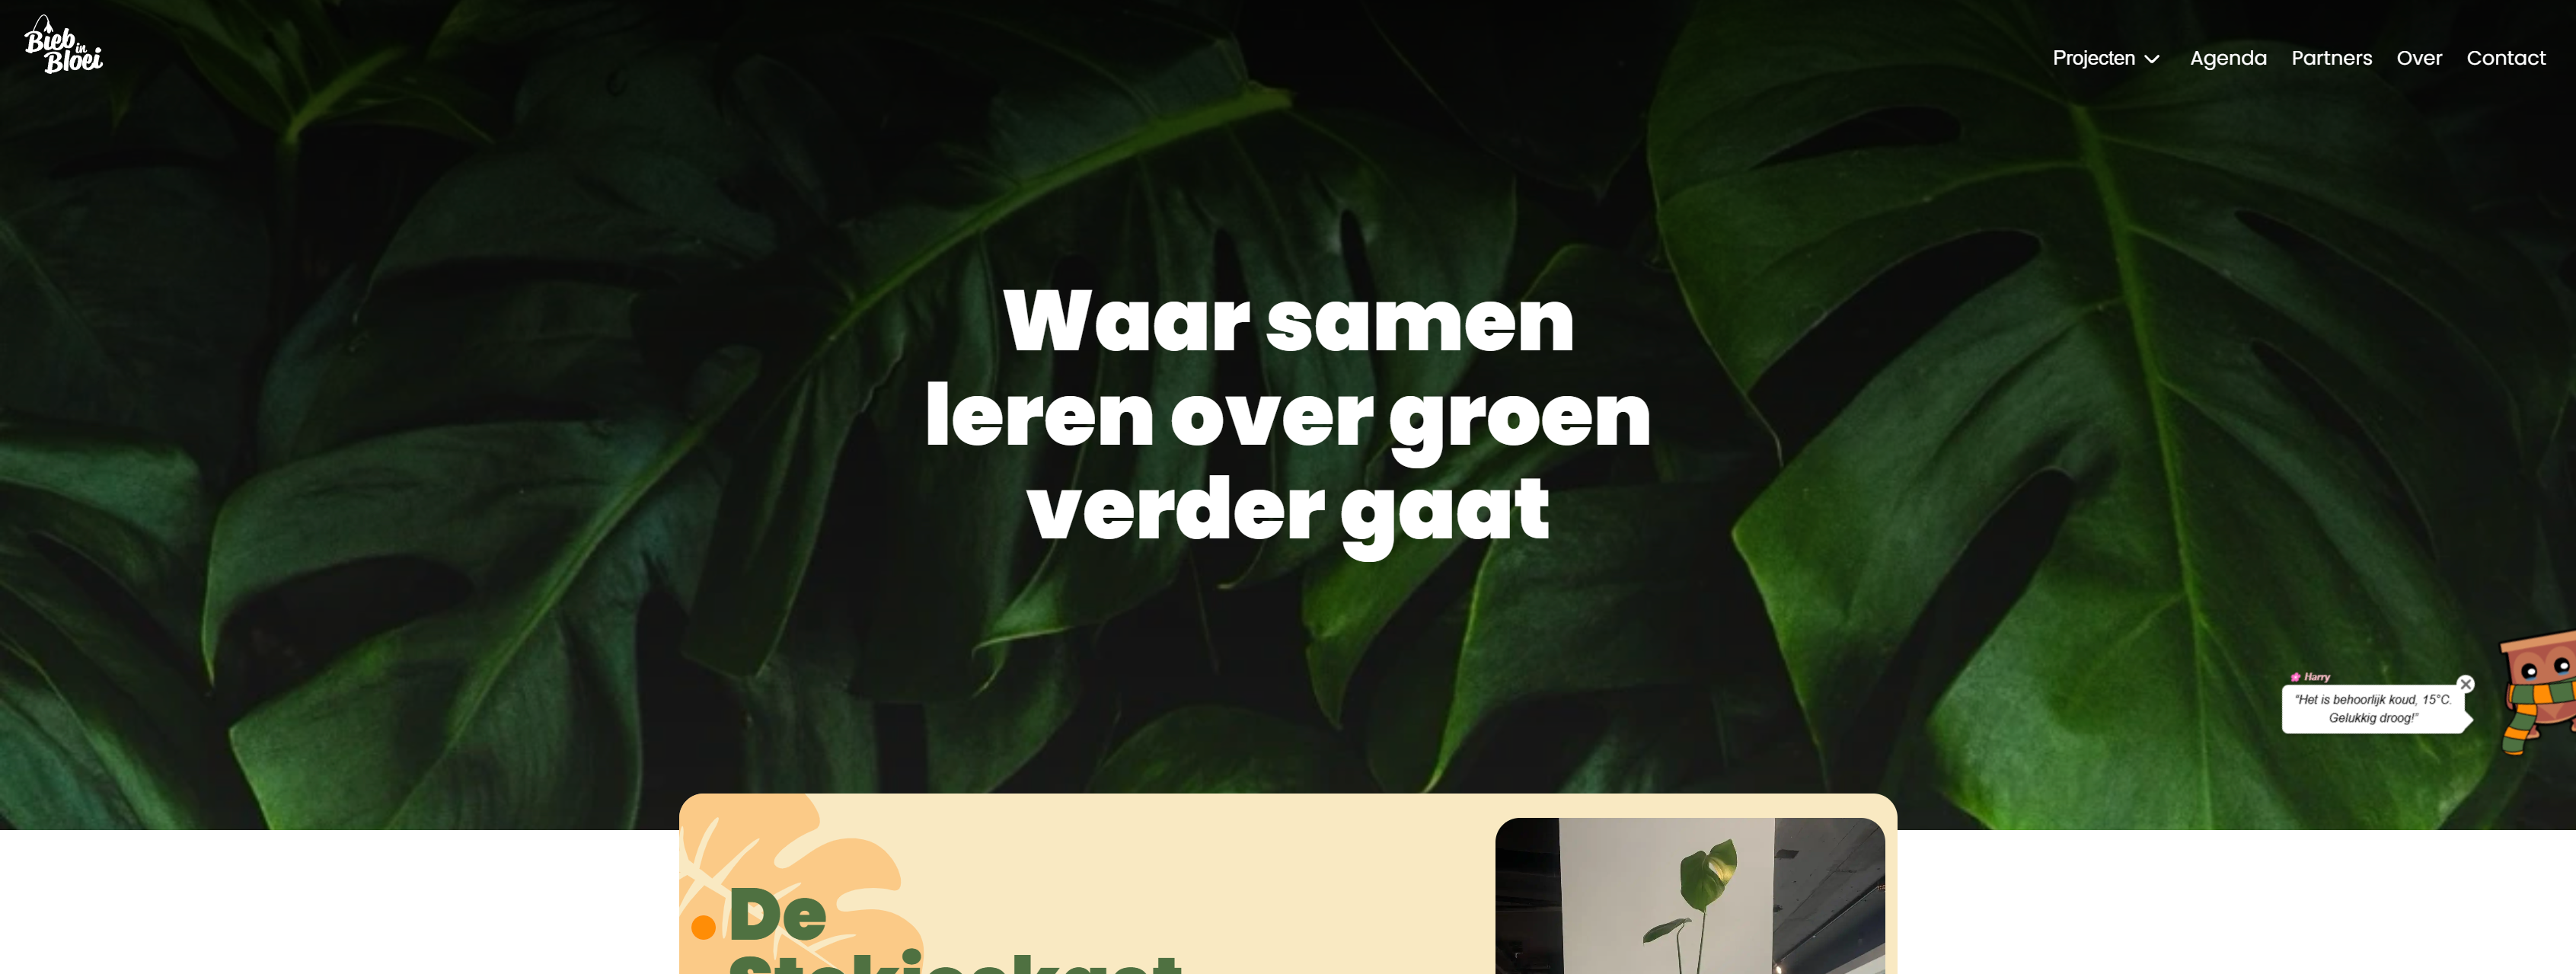 Bieb in
Bloei
Projecten Agenda Partners Over Contact
Waar samen
leren over groen
verder gaat
Harry
"Het is behoorlijk koud, 15°C.
Gelukkig droog!"
De